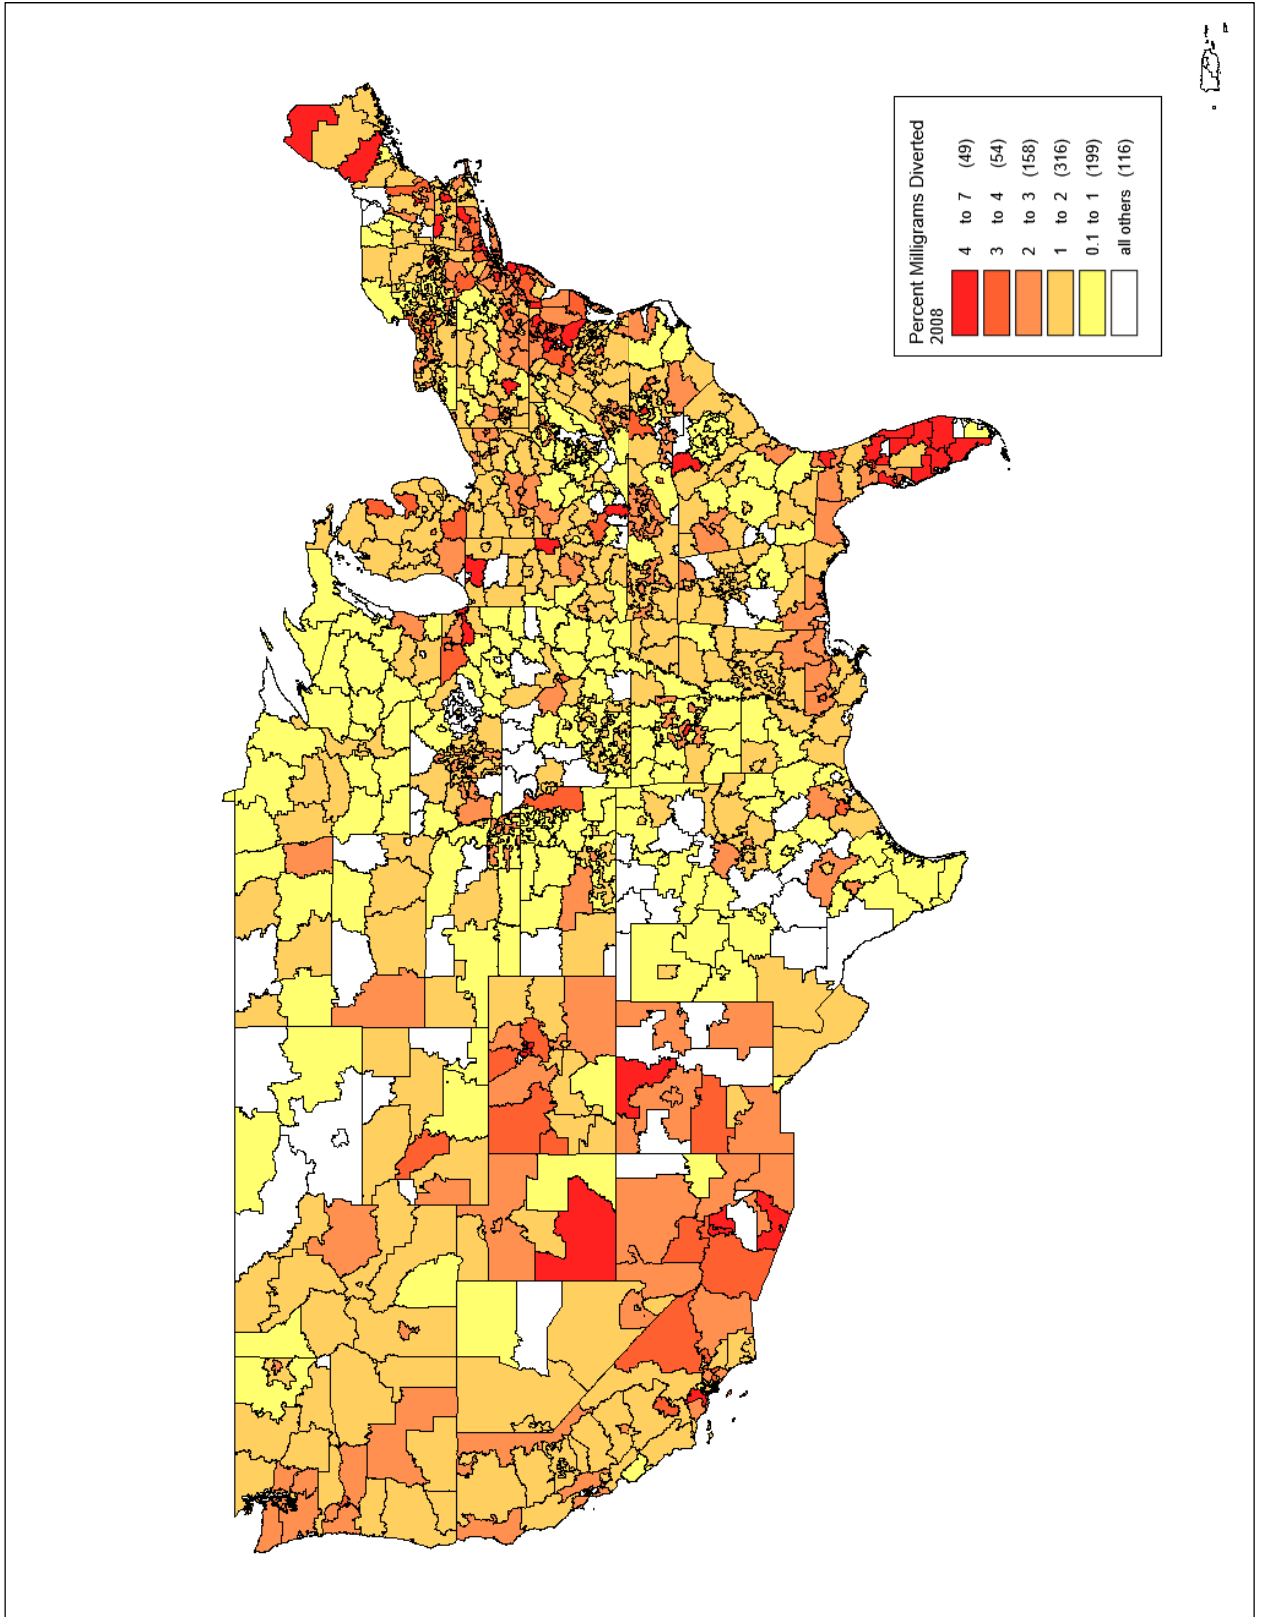 Percent Milligrams Diverted
2008
4 to 7 (49)
3 to 4 (54)
2 to 3 (158)
1 to 2 (316)
0.1 to 1 (199)
all others (116)